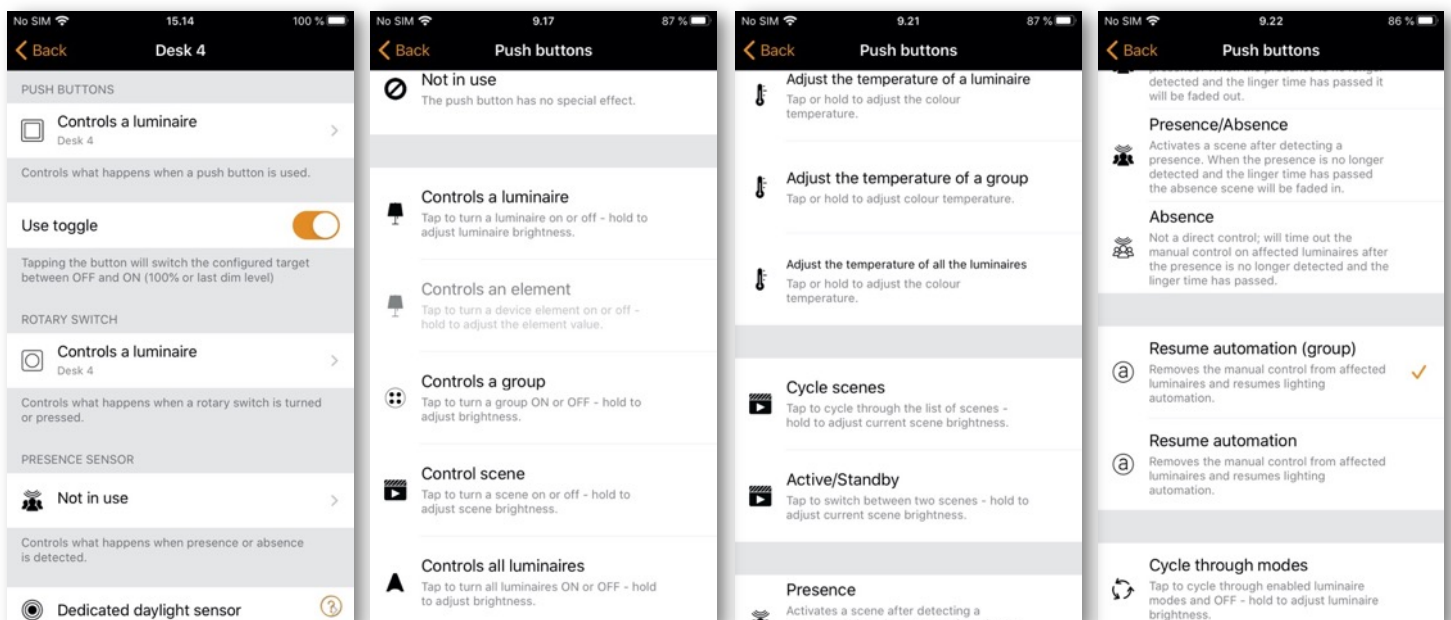 No SIM 15.14 100 %
Back Desk 4
PUSH BUTTONS
Controls a luminaire
Desk 4
Controls what happens when a push button is used.
Use toggle
Tapping the button will switch the configured target
between OFF and ON (100% or last dim level)
ROTARY SWITCH
Controls a luminaire
Desk 4
Controls what happens when a rotary switch is turned
or pressed.
PRESENCE SENSOR
Not in use
Controls what happens when presence or absence
is detected.
Dedicated daylight sensor
No SIM 9.17 87 %
Back Push buttons
Not in use
The push button has no special effect.
Controls a luminaire
Tap to turn a luminaire on or off - hold to
adjust luminaire brightness.
Controls an element
Tap to turn a device element on or off -
hold to adjust the element value.
Controls a group
Tap to turn a group ON or OFF - hold to
adjust brightness.
Control scene
Tap to turn a scene on or off - hold to
adjust scene brightness.
Controls all luminaires
Tap to turn all luminaires ON or OFF - hold
to adjust brightness.
No SIM 9.21 87 %
Back Push buttons
Adjust the temperature of a luminaire
Tap or hold to adjust the colour
temperature.
Adjust the temperature of a group
Tap or hold to adjust colour temperature.
Adjust the temperature of all the luminaires
Tap or hold to adjust the colour
temperature.
Cycle scenes
Tap to cycle through the list of scenes -
hold to adjust current scene brightness.
Active/Standby
Tap to switch between two scenes - hold to
adjust current scene brightness.
Presence
Activates a scene after detecting a
No SIM 9.22 86 %
Back Push buttons
detected and the linger time has passed it
will be faded out.
Presence/Absence
Activates a scene after detecting a
presence. When the presence is no longer
detected and the linger time has passed
the absence scene will be faded in.
Absence
Not a direct control; will time out the
manual control on affected luminaires after
the presence is no longer detected and the
linger time has passed.
Resume automation (group)
a Removes the manual control from affected
luminaires and resumes lighting
automation.
Resume automation
a Removes the manual control from affected
luminaires and resumes lighting
automation.
Cycle through modes
Tap to cycle through enabled luminaire
modes and OFF - hold to adjust luminaire
brightness.